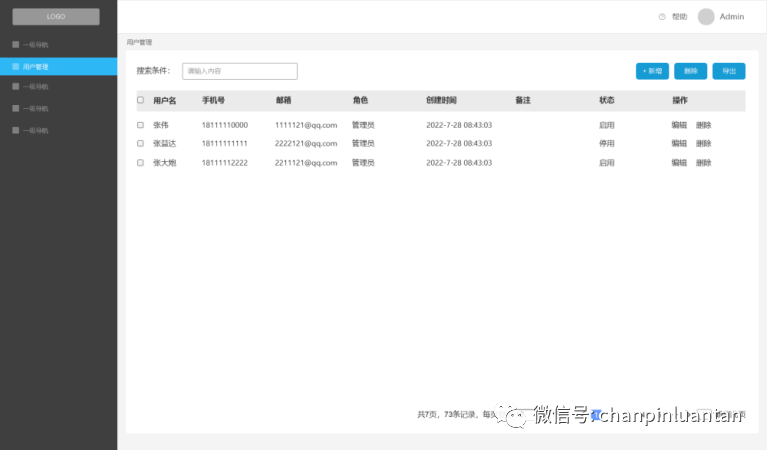 LOGO
帮助
Admin
一级导航
用户管理
一级导航
一级导航
一级导航
用户管理
搜索条件：
请输入内容
+ 新增
删除
导出
用户名 手机号 邮箱 角色 创建时间 备注 状态 操作
张伟 18111110000 1111121@qq.com 管理员 2022-7-28 08:43:03 启用 编辑 删除
张益达 18111111111 2222121@qq.com 管理员 2022-7-28 08:43:03 停用 编辑 删除
张大炮 18111112222 2211121@qq.com 管理员 2022-7-28 08:43:03 启用 编辑 删除
共7页，73条记录，每页
微信号: chanpinluantan